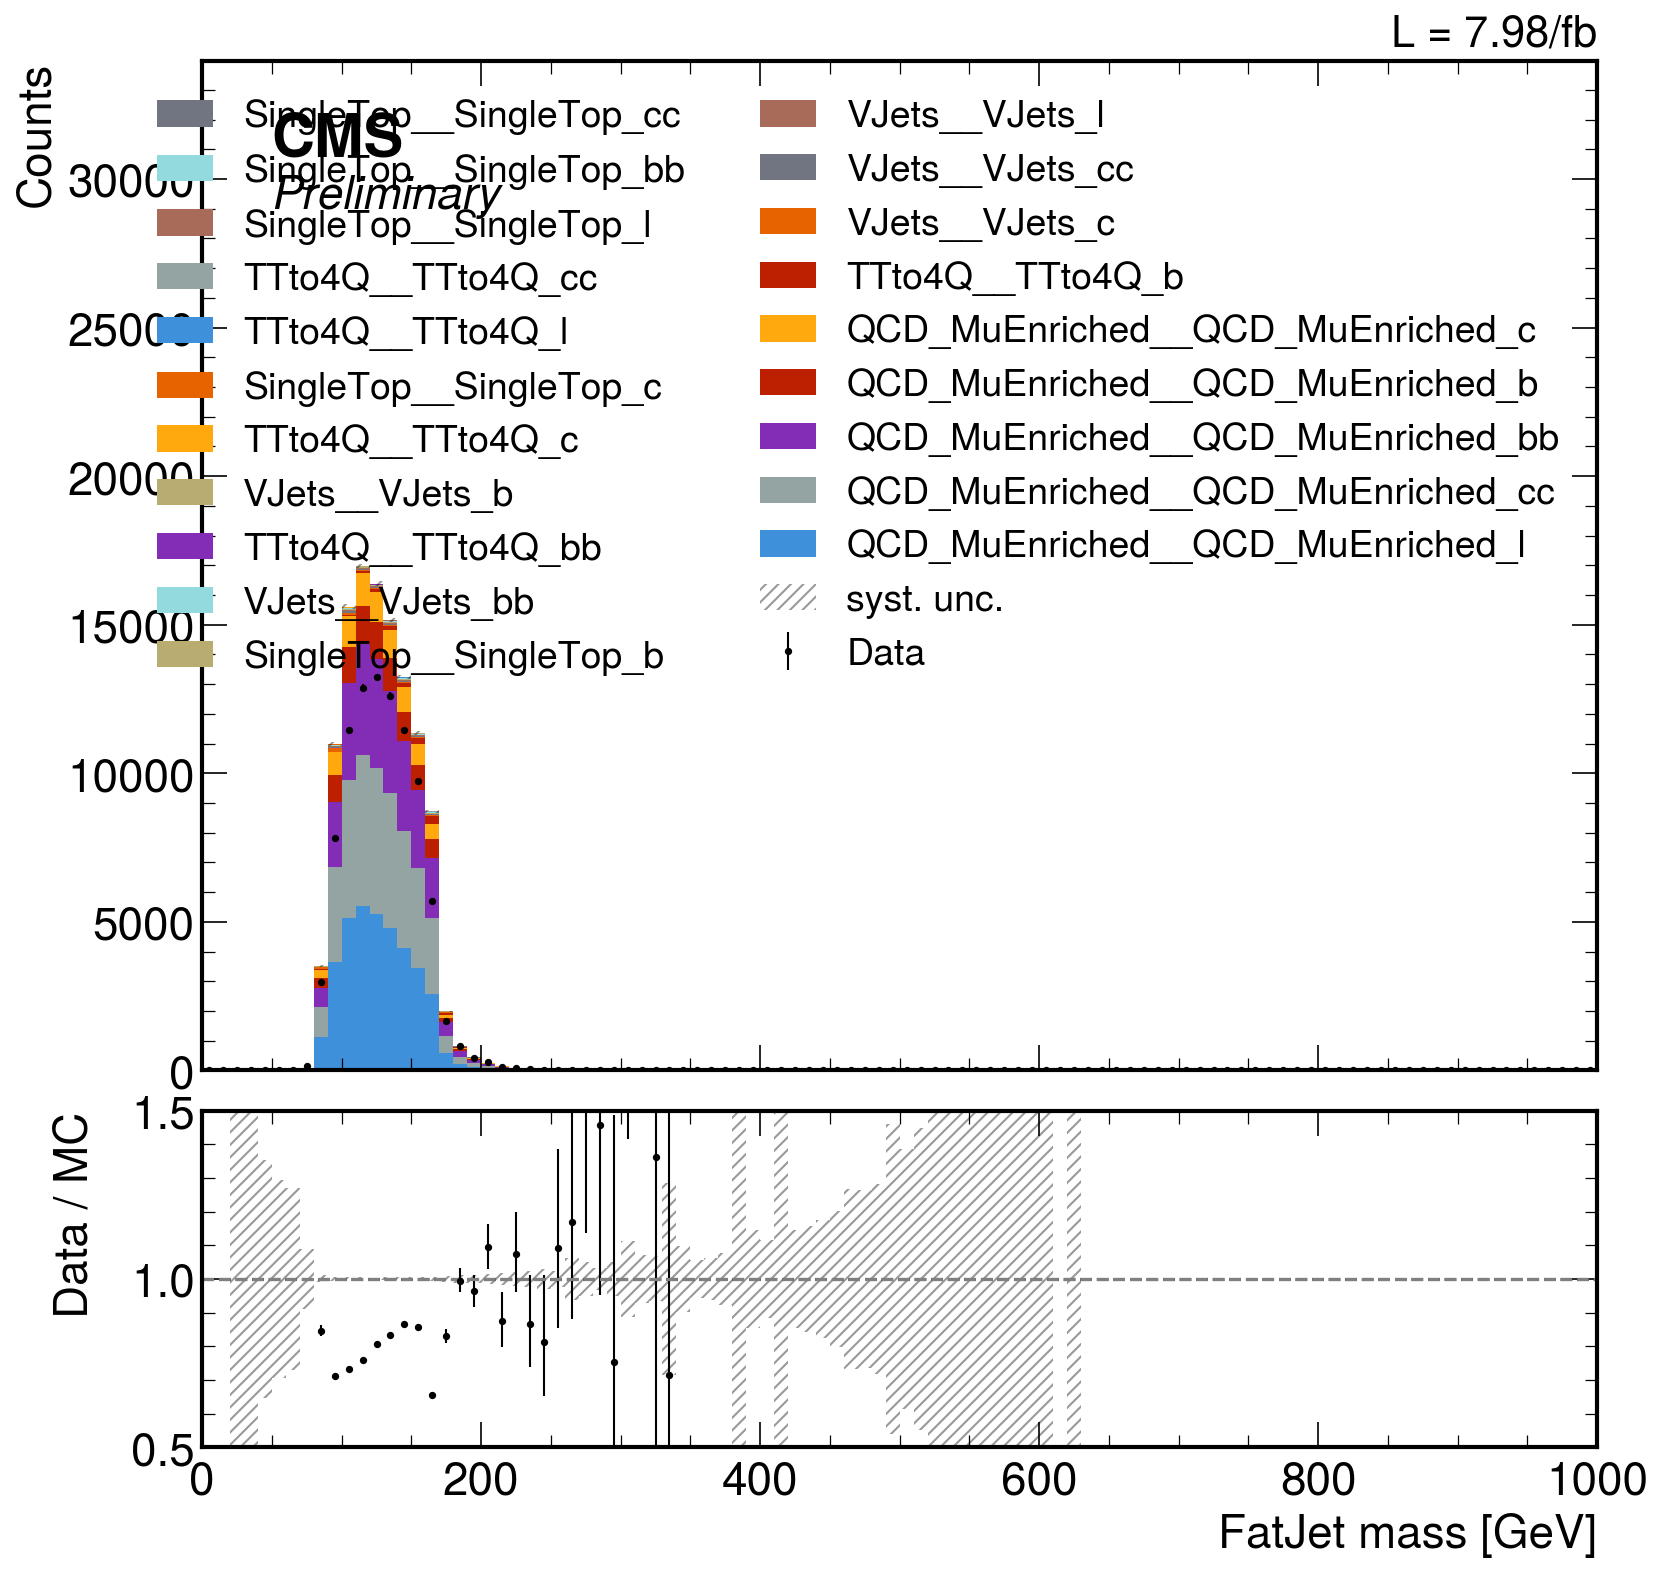 L = 7.98/fb
Counts
CMS
Preliminary
SingleTop__SingleTop_cc
SingleTop__SingleTop_bb
SingleTop__SingleTop_l
TTto4Q__TTto4Q_cc
TTto4Q__TTto4Q_l
SingleTop__SingleTop_c
TTto4Q__TTto4Q_c
VJets__VJets_b
TTto4Q__TTto4Q_bb
VJets__VJets_bb
SingleTop__SingleTop_b
VJets__VJets_l
VJets__VJets_cc
VJets__VJets_c
TTto4Q__TTto4Q_b
QCD_MuEnriched__QCD_MuEnriched_c
QCD_MuEnriched__QCD_MuEnriched_b
QCD_MuEnriched__QCD_MuEnriched_bb
QCD_MuEnriched__QCD_MuEnriched_cc
QCD_MuEnriched__QCD_MuEnriched_l
syst. unc.
Data
30000
25000
20000
15000
10000
5000
0
Data / MC
1.5
1.0
0.5
0 200 400 600 800 1000
FatJet mass [GeV]